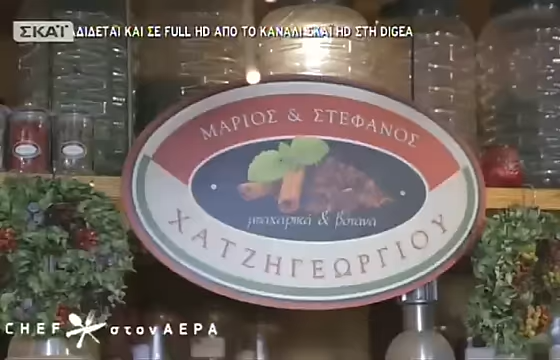 ΣΚΑΪ ΔΙΔΕΤΑΙ ΚΑΙ ΣΕ FULL HD ΑΠΟ ΤΟ ΚΑΝΑΛΙ ΣΚΑΪ HD ΣΤΗ DIGEA
ΜΑΡΙΟΣ & ΣΤΕΦΑΝΟΣ
μπαχαρικά & βότανα
ΧΑΤΖΗΓΕΩΡΓΙΟΥ
CHEF στον ΑΕΡΑ